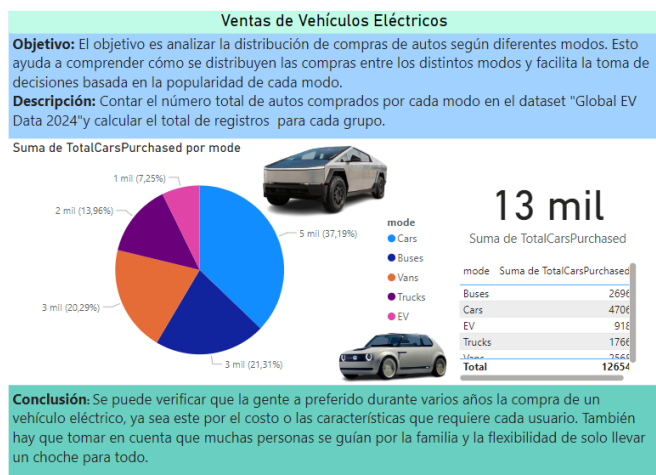 Ventas de Vehículos Eléctricos
Objetivo: El objetivo es analizar la distribución de compras de autos según diferentes modos. Esto
ayuda a comprender cómo se distribuyen las compras entre los distintos modos y facilita la toma de
decisiones basada en la popularidad de cada modo.
Descripción: Contar el número total de autos comprados por cada modo en el dataset "Global EV
Data 2024"y calcular el total de registros para cada grupo.
Suma de TotalCarsPurchased por mode
1 mil (7,25%)
2 mil (13,96%)
5 mil (37,19%)
3 mil (20,29%)
3 mil (21,31%)
mode
Cars
Buses
Vans
Trucks
EV
13 mil
Suma de TotalCarsPurchased
mode Suma de TotalCarsPurchased
Buses 2696
Cars 4706
EV 918
Trucks 1766
Vans 2568
Total 12654
Conclusión: Se puede verificar que la gente a preferido durante varios años la compra de un
vehículo eléctrico, ya sea este por el costo o las características que requiere cada usuario. También
hay que tomar en cuenta que muchas personas se guían por la familia y la flexibilidad de solo llevar
un choche para todo.